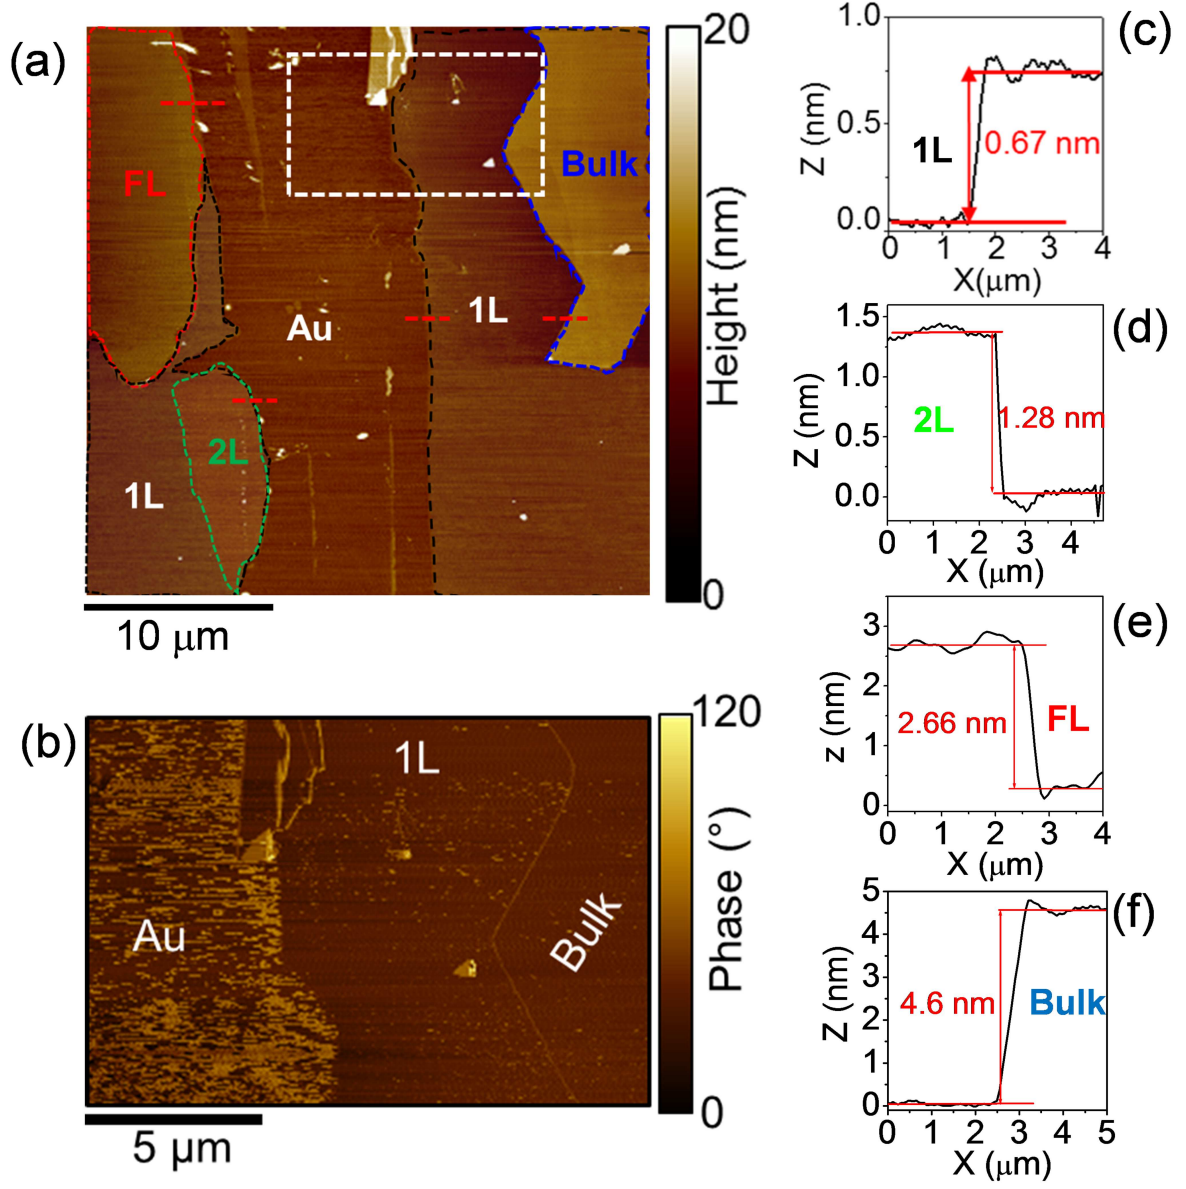 (a)
FL
Bulk
1L
Au
2L
1L
20
Height (nm)
0
10 μm
(b)
1L
Au
Bulk
120
Phase (°)
0
5 μm
(c)
1.0
0.5
0.0
Z (nm)
1L
0.67 nm
0 1 2 3 4
X(μm)
(d)
1.5
1.0
0.5
0.0
Z (nm)
2L
1.28 nm
0 1 2 3 4
X (μm)
(e)
3
2
1
0
z (nm)
2.66 nm
FL
0 1 2 3 4
X (μm)
(f)
5
4
3
2
1
0
Z (nm)
4.6 nm
Bulk
0 1 2 3 4 5
X (μm)